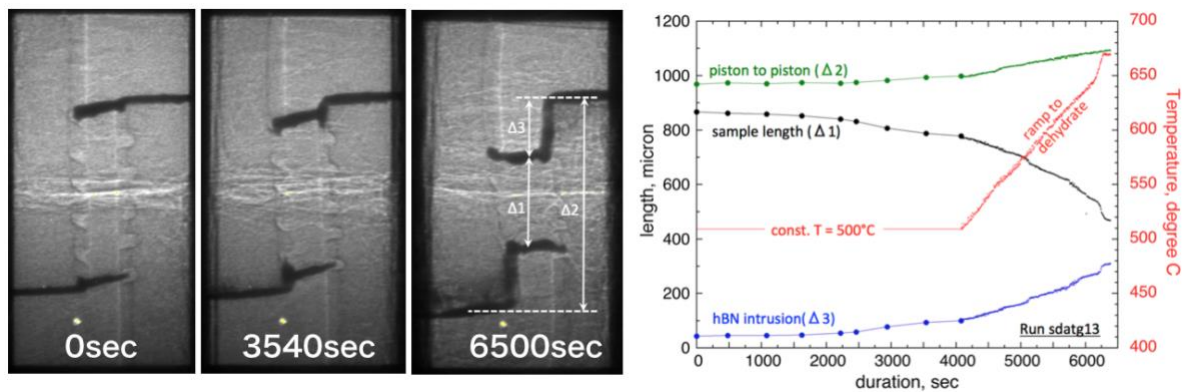 0sec
3540sec
6500sec
Δ3
Δ1
Δ2
length, micron
1200
1000
800
600
400
200
0
piston to piston (Δ2)
sample length (Δ1)
ramp to
dehydrate
const. T = 500°C
hBN intrusion(Δ3)
Run sdatg13
0 1000 2000 3000 4000 5000 6000
duration, sec
700
650
600
550
500
450
400
Temperature, degree C